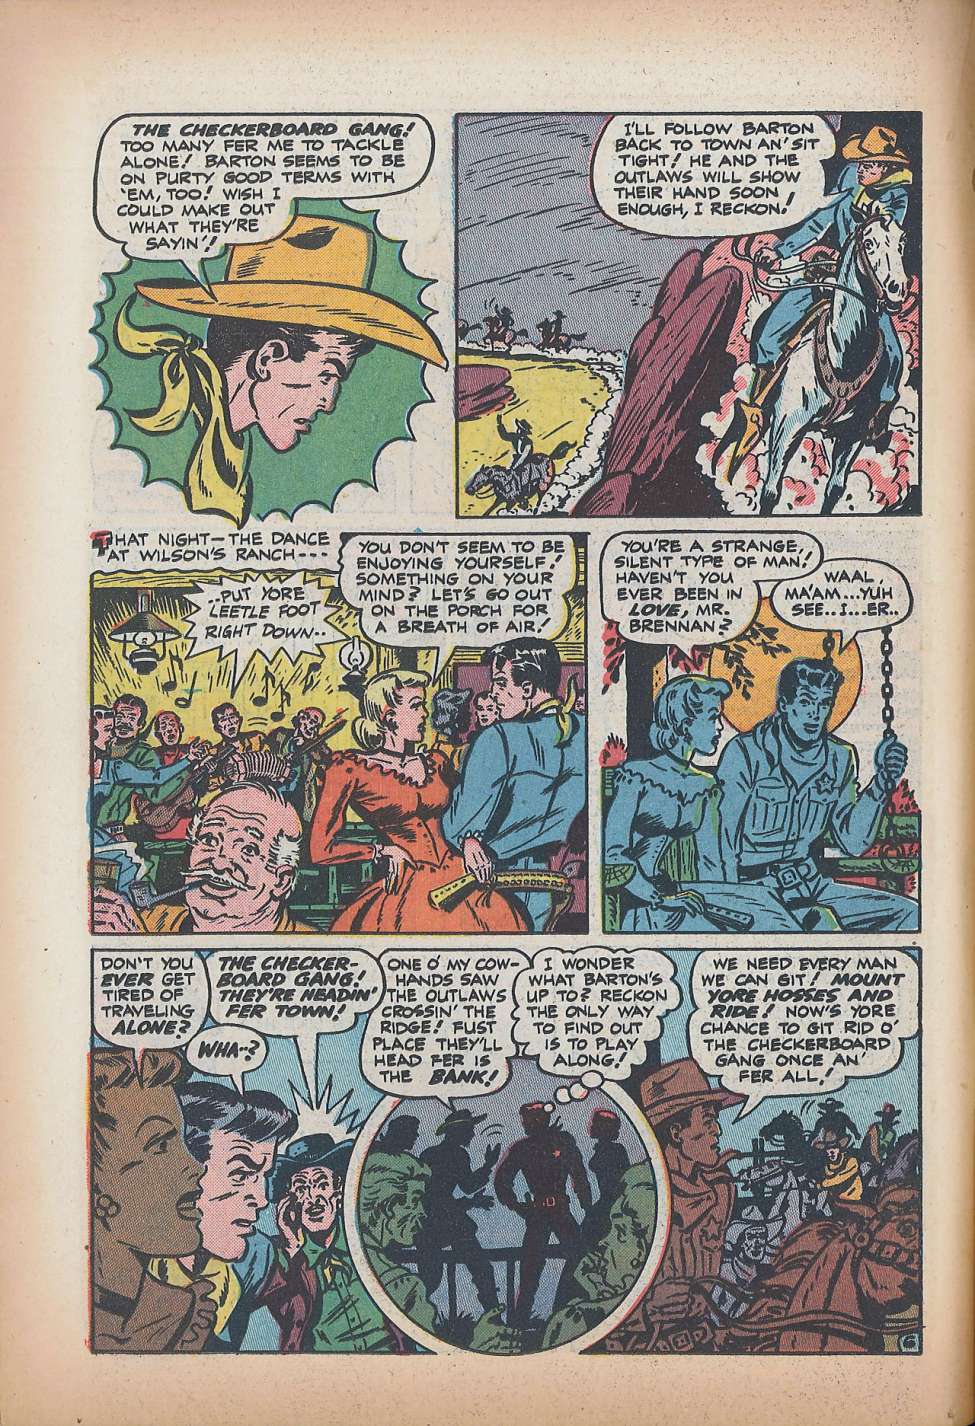 THE CHECKERBOARD GANG!
TOO MANY FER ME TO TACKLE
ALONE! BARTON SEEMS TO BE
ON PURTY GOOD TERMS WITH
'EM, TOO! WISH I
COULD MAKE OUT
WHAT THEY'RE
SAYIN'!
I'LL FOLLOW BARTON
BACK TO TOWN AN' SIT
TIGHT! HE AND THE
OUTLAWS WILL SHOW
THEIR HAND SOON
ENOUGH, I RECKON!
THAT NIGHT—THE DANCE
AT WILSON'S RANCH---
..PUT YORE
LEETLE FOOT
RIGHT DOWN..
YOU DON'T SEEM TO BE
ENJOYING YOURSELF!
SOMETHING ON YOUR
MIND? LET'S GO OUT
ON THE PORCH FOR
A BREATH OF AIR!
YOU'RE A STRANGE,
SILENT TYPE OF MAN!
HAVEN'T YOU
EVER BEEN IN
LOVE, MR.
BRENNAN?
WAAL,
MA'AM...YUH
SEE..I...ER..
DON'T YOU
EVER GET
TIRED OF
TRAVELING
ALONE?
WHA--?
THE CHECKER-
BOARD GANG!
THEY'RE HEADIN'
FER TOWN!
ONE O' MY COW-
HANDS SAW
THE OUTLAWS
CROSSIN' THE
RIDGE! FUST
PLACE THEY'LL
HEAD FER IS
THE BANK!
I WONDER
WHAT BARTON'S
UP TO? RECKON
THE ONLY WAY
TO FIND OUT
IS TO PLAY
ALONG!
WE NEED EVERY MAN
WE CAN GIT! MOUNT
YORE HOSSES AND
RIDE! NOW'S YORE
CHANCE TO GIT RID O'
THE CHECKERBOARD
GANG ONCE AN'
FER ALL!
6